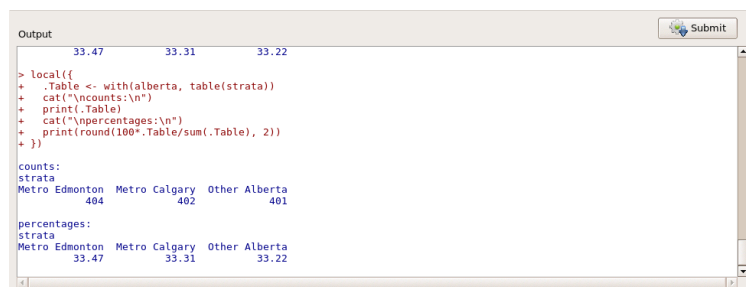 Submit
Output
33.47 33.31 33.22
> local({
+ .Table <- with(alberta, table(strata))
+ cat("\ncounts:\n")
+ print(.Table)
+ cat("\npercentages:\n")
+ print(round(100*.Table/sum(.Table), 2))
+ })
counts:
strata
Metro Edmonton Metro Calgary Other Alberta
404 402 401
percentages:
strata
Metro Edmonton Metro Calgary Other Alberta
33.47 33.31 33.22